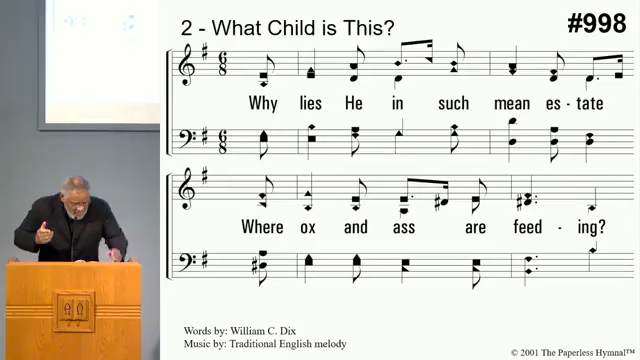 2 - What Child is This?
#998
Why lies He in such mean es - tate
Where ox and ass are feed - ing?
Words by: William C. Dix
Music by: Traditional English melody
© 2001 The Paperless Hymnal™